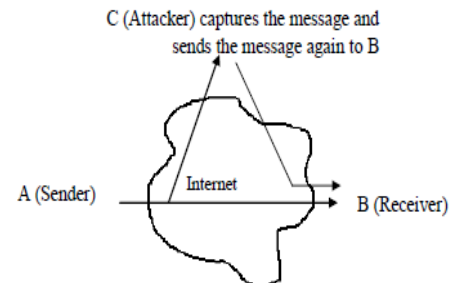 C (Attacker) captures the message and
sends the message again to B
Internet
A (Sender)
B (Receiver)